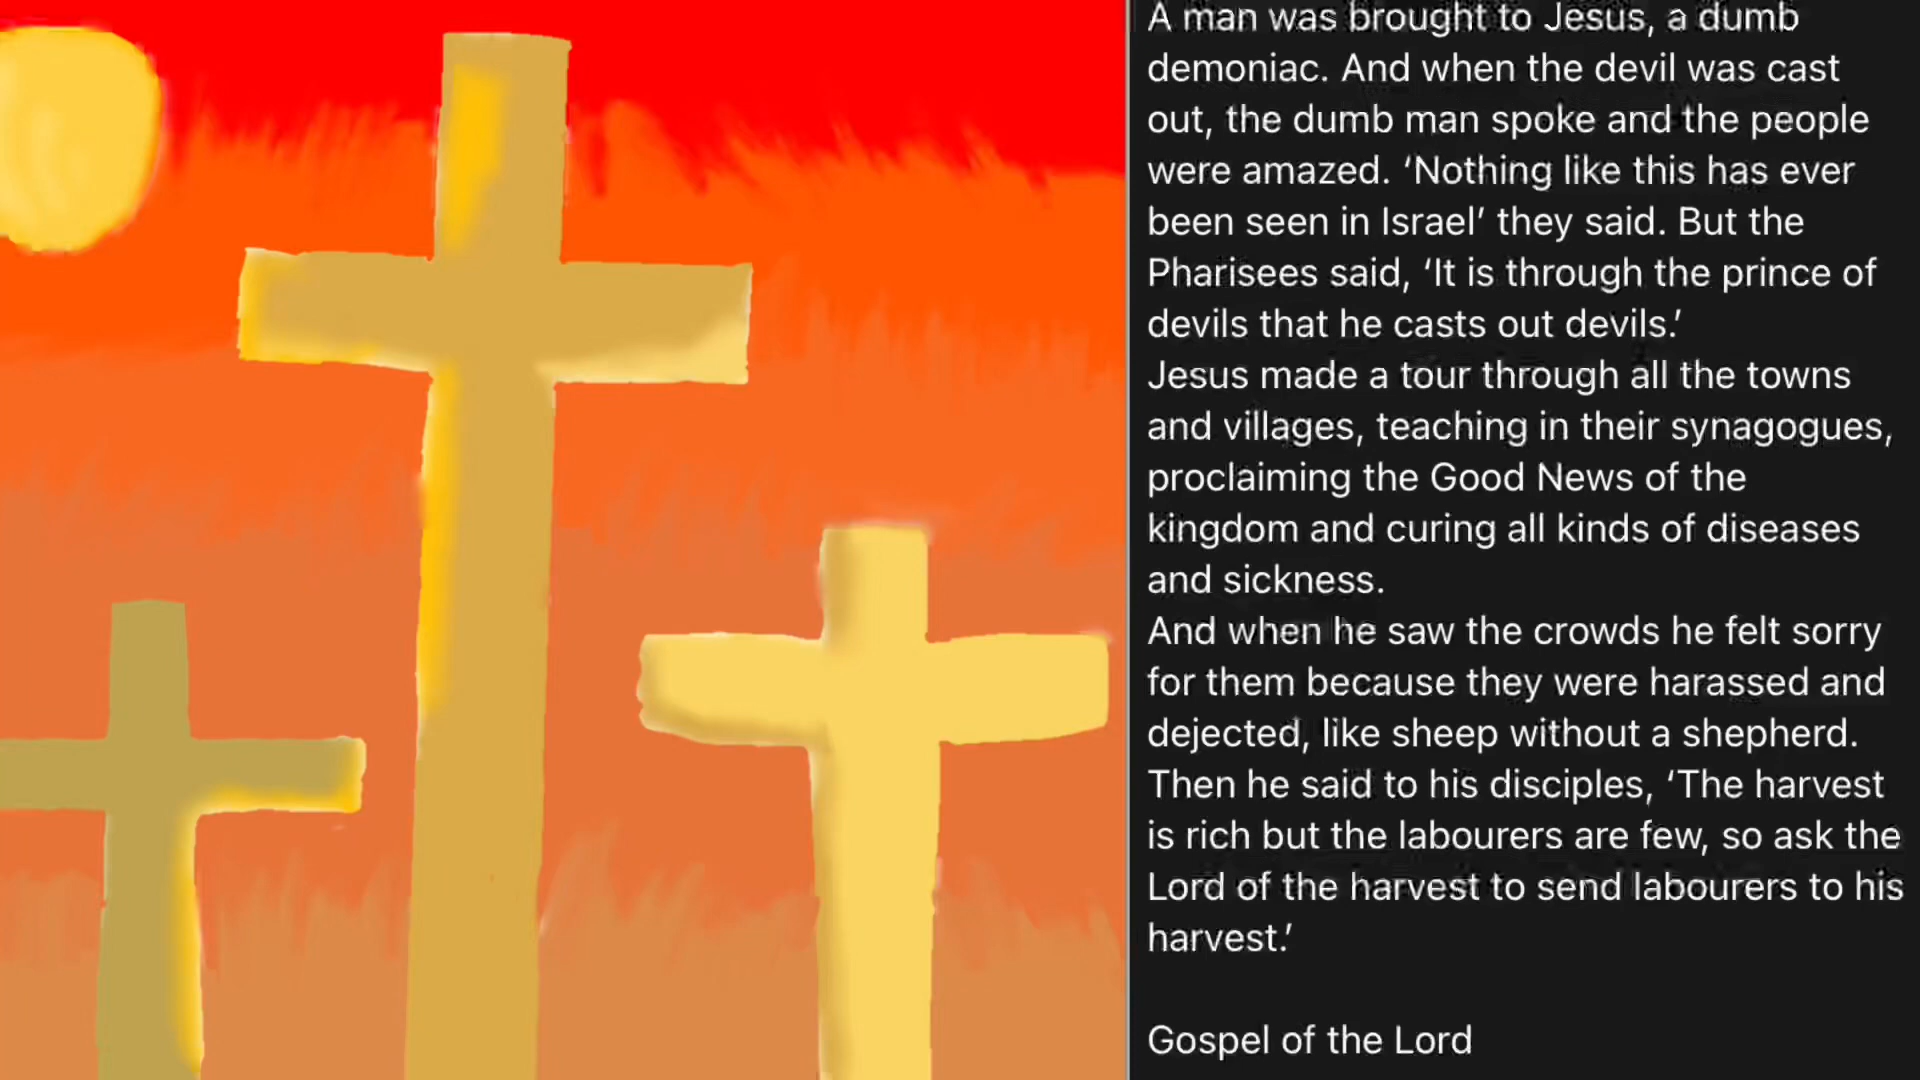 A man was brought to Jesus, a dumb
demoniac. And when the devil was cast
out, the dumb man spoke and the people
were amazed. ‘Nothing like this has ever
been seen in Israel’ they said. But the
Pharisees said, ‘It is through the prince of
devils that he casts out devils.’
Jesus made a tour through all the towns
and villages, teaching in their synagogues,
proclaiming the Good News of the
kingdom and curing all kinds of diseases
and sickness.
And when he saw the crowds he felt sorry
for them because they were harassed and
dejected, like sheep without a shepherd.
Then he said to his disciples, ‘The harvest
is rich but the labourers are few, so ask the
Lord of the harvest to send labourers to his
harvest.’
Gospel of the Lord